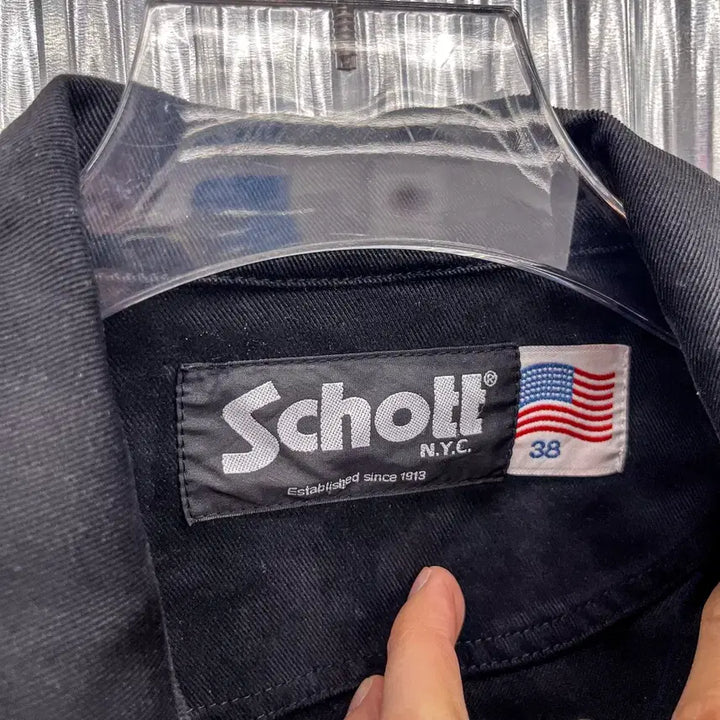 Schott®
N.Y.C.
Established since 1913
38